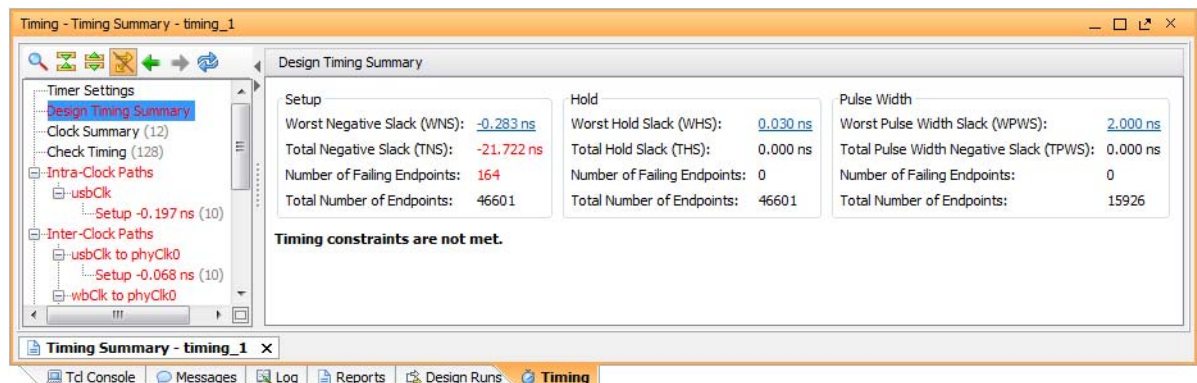 Timing - Timing Summary - timing_1
Design Timing Summary
Timer Settings
Design Timing Summary
Clock Summary (12)
Check Timing (128)
Intra-Clock Paths
usbClk
Setup -0.197 ns (10)
Inter-Clock Paths
usbClk to phyClk0
Setup -0.068 ns (10)
wbClk to phyClk0
Setup
Worst Negative Slack (WNS): -0.283 ns
Total Negative Slack (TNS): -21.722 ns
Number of Failing Endpoints: 164
Total Number of Endpoints: 46601
Hold
Worst Hold Slack (WHS): 0.030 ns
Total Hold Slack (THS): 0.000 ns
Number of Failing Endpoints: 0
Total Number of Endpoints: 46601
Pulse Width
Worst Pulse Width Slack (WPWS): 2.000 ns
Total Pulse Width Negative Slack (TPWS): 0.000 ns
Number of Failing Endpoints: 0
Total Number of Endpoints: 15926
Timing constraints are not met.
Timing Summary - timing_1
Tcl Console Messages Log Reports Design Runs Timing